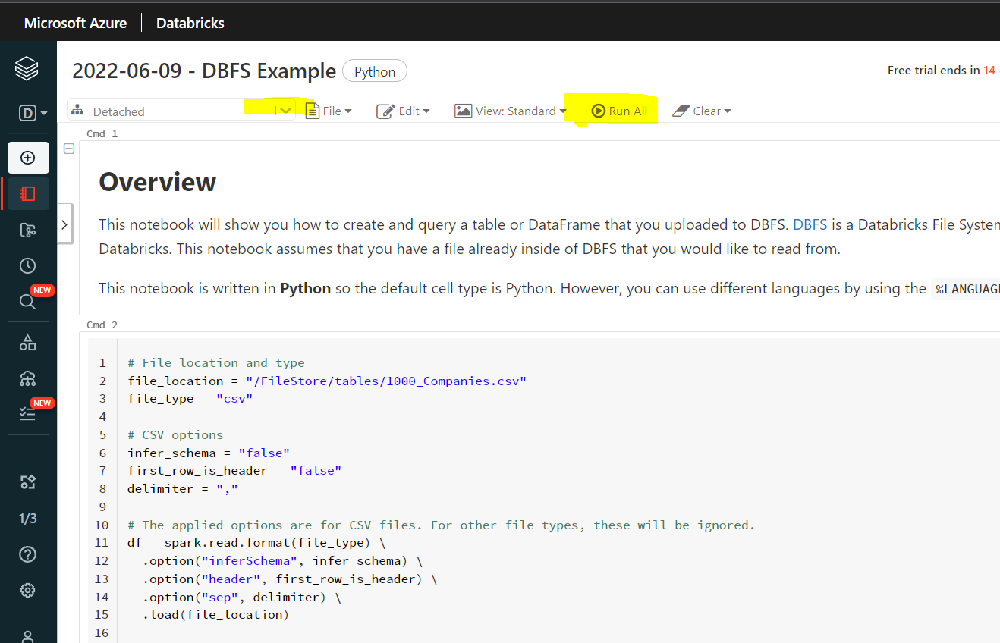 Microsoft Azure | Databricks
2022-06-09 - DBFS Example Python
Free trial ends in 14
Detached File Edit View: Standard Run All Clear
D
NEW
NEW
1/3
Cmd 1
Overview
This notebook will show you how to create and query a table or DataFrame that you uploaded to DBFS. DBFS is a Databricks File
Databricks. This notebook assumes that you have a file already inside of DBFS that you would like to read from.
This notebook is written in Python so the default cell type is Python. However, you can use different languages by using the
Cmd 2
1 # File location and type
2 file_location = "/FileStore/tables/1000_Companies.csv"
3 file_type = "csv"
4
5 # CSV options
6 infer_schema = "false"
7 first_row_is_header = "false"
8 delimiter = ","
9
10 # The applied options are for CSV files. For other file types, these will be ignored.
11 df = spark.read.format(file_type) \
12 .option("inferSchema", infer_schema) \
13 .option("header", first_row_is_header) \
14 .option("sep", delimiter) \
15 .load(file_location)
16